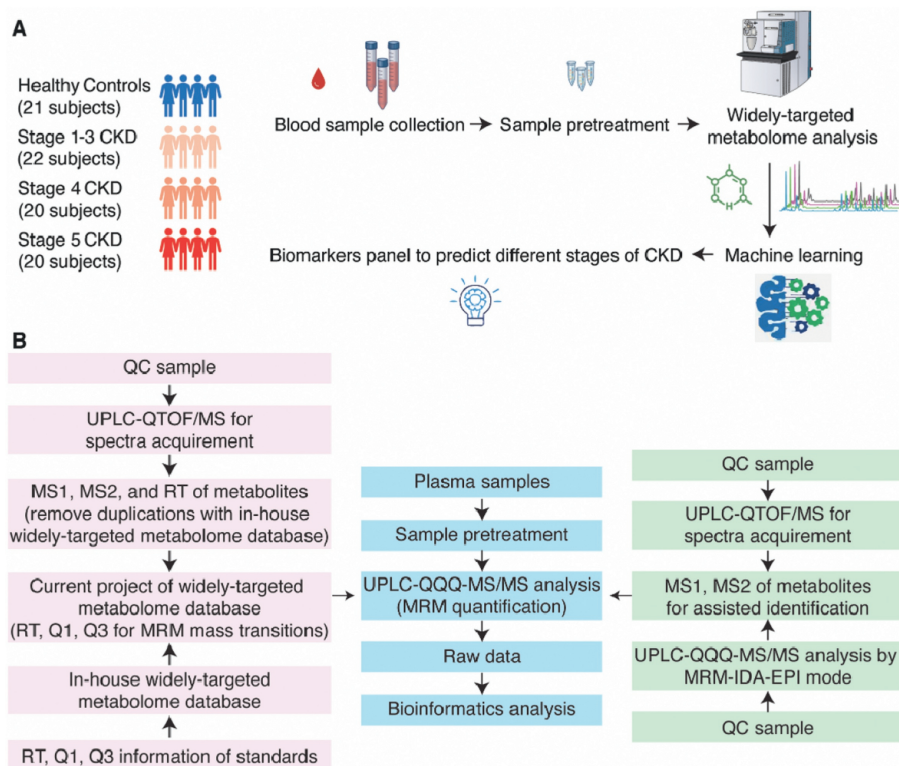 A
Healthy Controls
(21 subjects)
Stage 1-3 CKD
(22 subjects)
Stage 4 CKD
(20 subjects)
Stage 5 CKD
(20 subjects)
Blood sample collection
Sample pretreatment
Widely-targeted
metabolome analysis
H
Machine learning
Biomarkers panel to predict different stages of CKD
B
QC sample
UPLC-QTOF/MS for
spectra acquirement
MS1, MS2, and RT of metabolites
(remove duplications with in-house
widely-targeted metabolome database)
Current project of widely-targeted
metabolome database
(RT, Q1, Q3 for MRM mass transitions)
In-house widely-targeted
metabolome database
RT, Q1, Q3 information of standards
Plasma samples
Sample pretreatment
UPLC-QQQ-MS/MS analysis
(MRM quantification)
Raw data
Bioinformatics analysis
QC sample
UPLC-QTOF/MS for
spectra acquirement
MS1, MS2 of metabolites
for assisted identification
UPLC-QQQ-MS/MS analysis by
MRM-IDA-EPI mode
QC sample